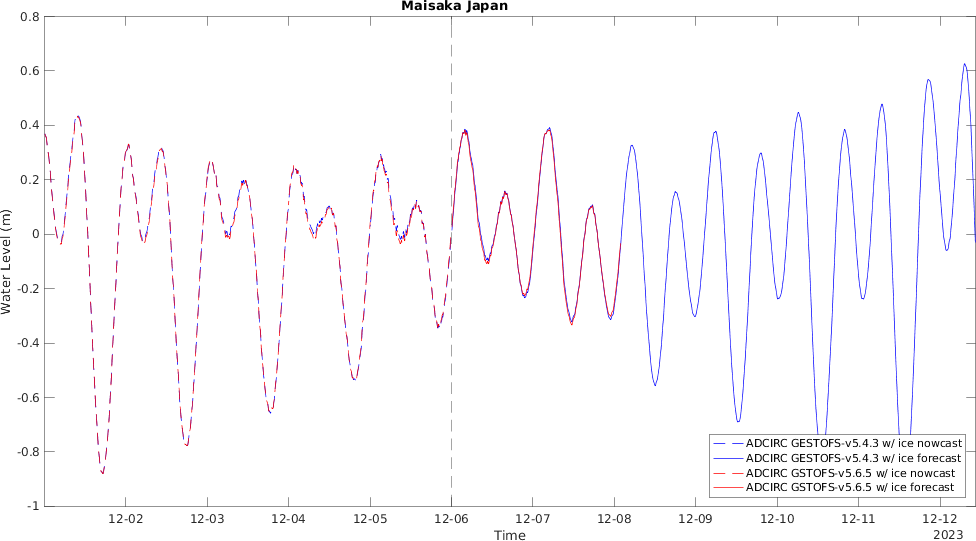 Maisaka Japan
0.8
0.6
0.4
0.2
0
-0.2
-0.4
-0.6
-0.8
-1
Water Level (m)
12-02 12-03 12-04 12-05 12-06 12-07 12-08 12-09 12-10 12-11 12-12
Time
2023
ADCIRC GESTOFS-v5.4.3 w/ ice nowcast
ADCIRC GESTOFS-v5.4.3 w/ ice forecast
ADCIRC GSTOFS-v5.6.5 w/ ice nowcast
ADCIRC GSTOFS-v5.6.5 w/ ice forecast